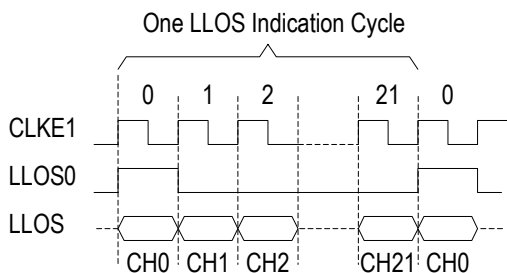 One LLOS Indication Cycle
0 1 2 21 0
CLKE1
LLOS0
LLOS
CH0 CH1 CH2 CH21 CH0